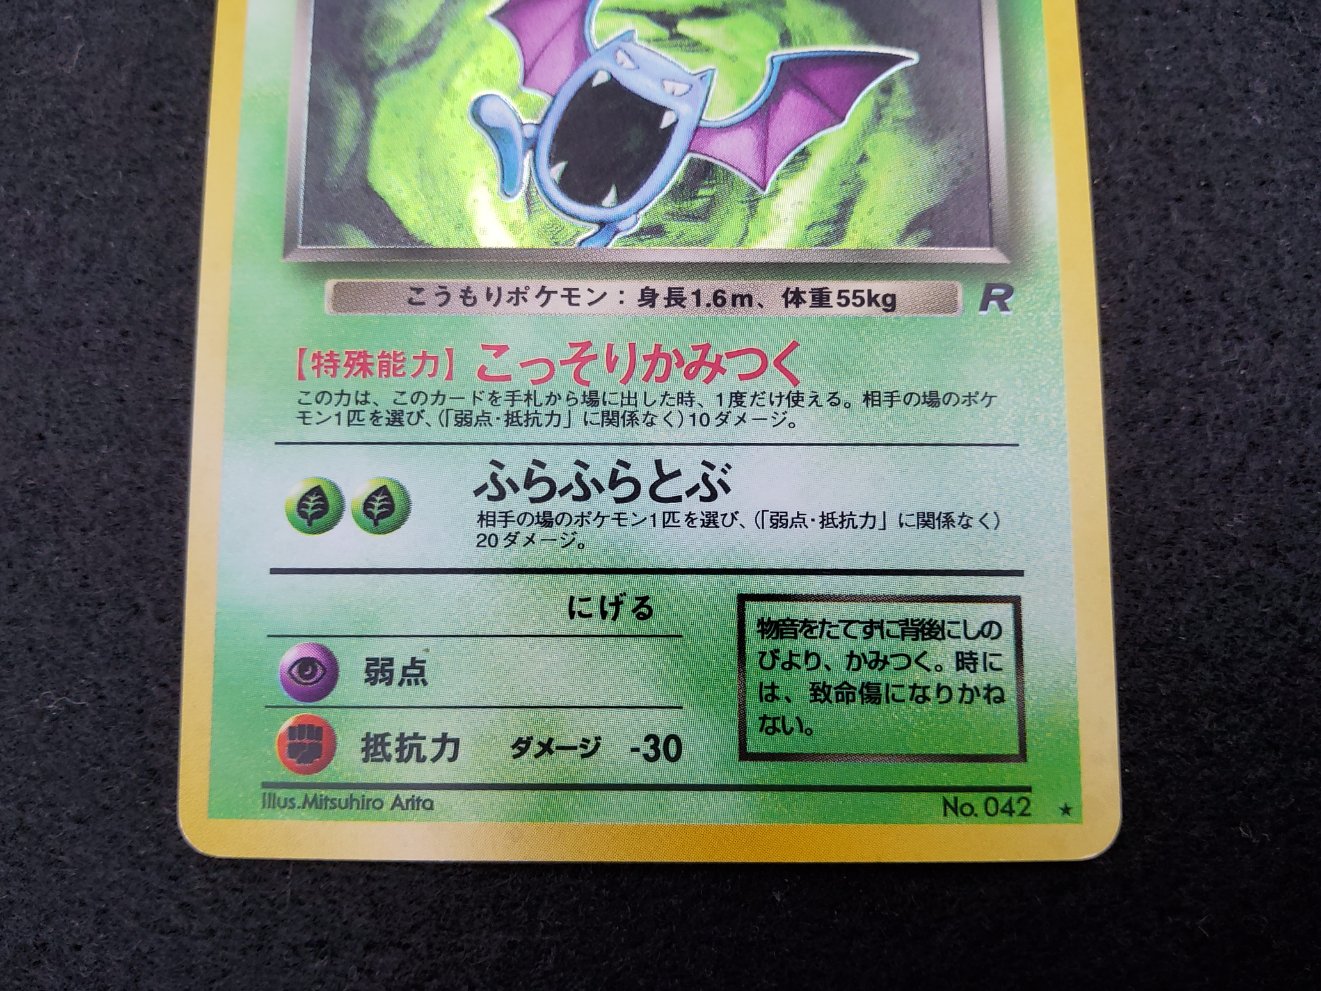 こうもりポケモン：身長1.6m、体重55kg
R
【特殊能力】こっそりかみつく
この力は、このカードを手札から場に出した時、1度だけ使える。相手の場のポケ
モン1匹を選び、（「弱点・抵抗力」に関係なく）10ダメージ。
ふらふらとぶ
相手の場のポケモン1匹を選び、（「弱点・抵抗力」に関係なく）
20ダメージ。
にげる
弱点
抵抗力 ダメージ -30
物音をたてずに背後にしの
びより、かみつく。時に
は、致命傷になりかね
ない。
Illus.Mitsuhiro Arita
No. 042 ★